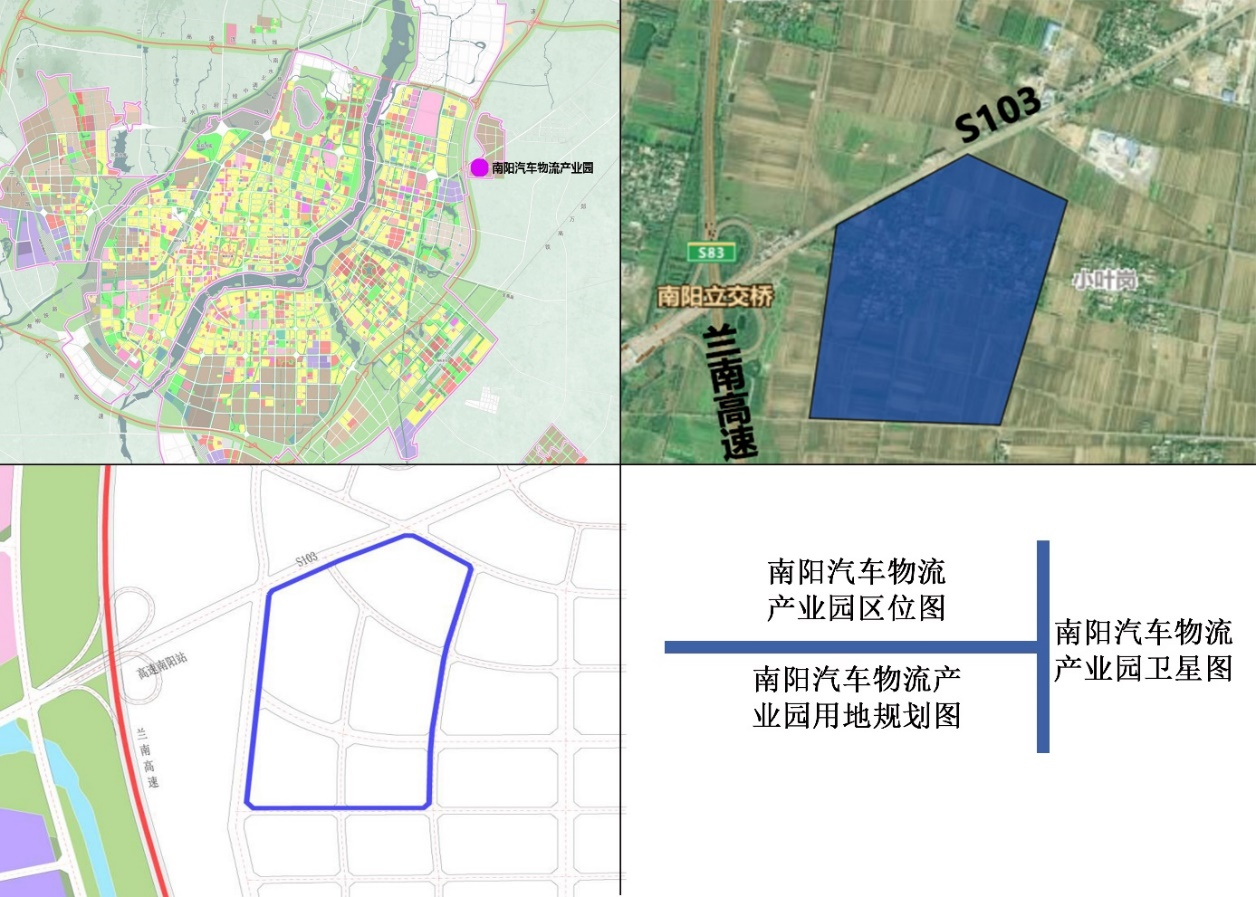 南阳汽车物流产业园
S103
S83
南阳立交桥
小叶岗
兰南高速
S103
高速南阳站
兰南高速
南阳汽车物流
产业园区位图
南阳汽车物流产
业园用地规划图
南阳汽车物流
产业园卫星图